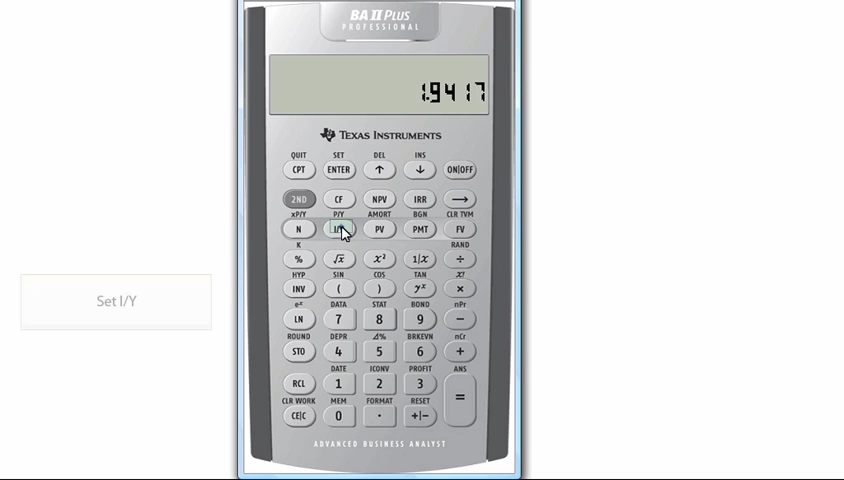 BA II Plus
PROFESSIONAL
1.9417
TEXAS INSTRUMENTS
QUIT SET DEL INS
CPT ENTER ↑ ↓ ON|OFF
2ND CF NPV IRR →
xP/Y P/Y AMORT BGN CLR TVM
N PV PMT FV
K RAND
% √x x² 1/x ÷
HYP SIN COS TAN x!
INV ( ) yˣ ×
eˣ DATA STAT BOND nPr
LN 7 8 9 −
ROUND DEPR ⊿% BRKEVN nCr
STO 4 5 6 +
DATE ICONV PROFIT ANS
RCL 1 2 3 =
CLR WORK MEM FORMAT RESET
CE|C 0 . +|−
ADVANCED BUSINESS ANALYST
Set I/Y